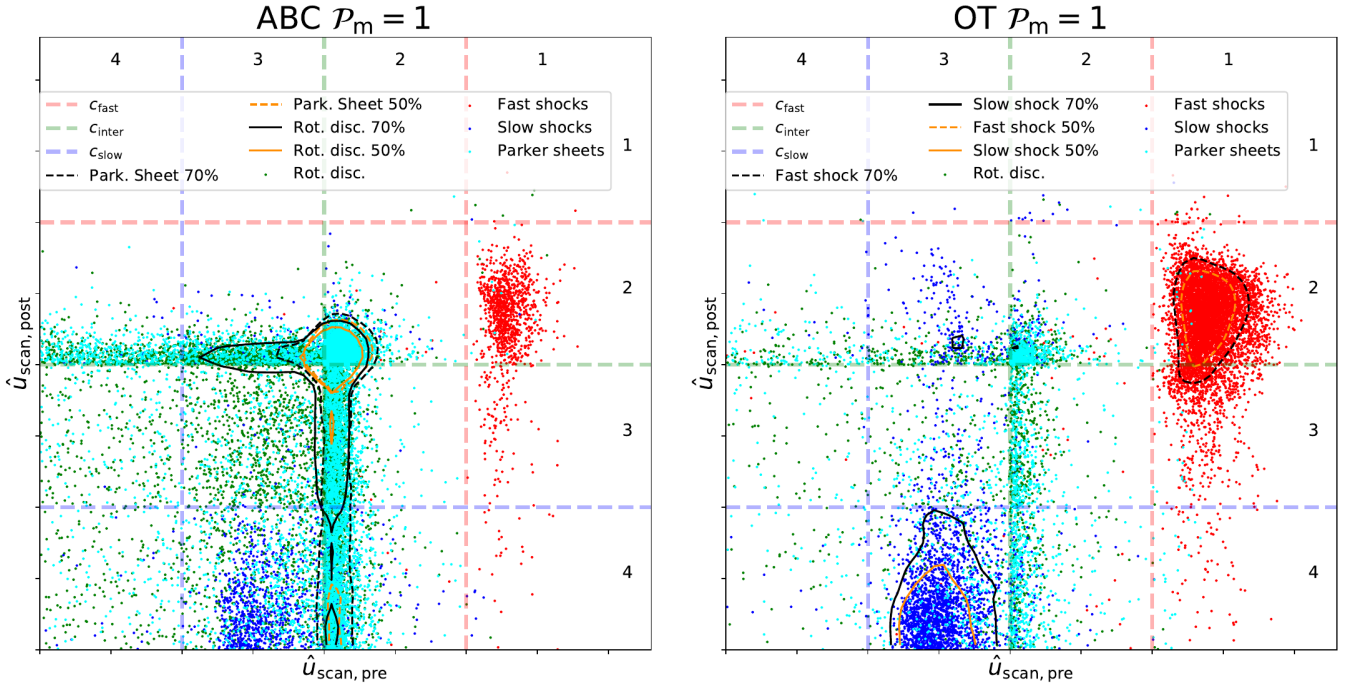 ABC 𝒫m = 1
4 3 2 1
c_fast Park. Sheet 50% Fast shocks
c_inter Rot. disc. 70% Slow shocks
c_slow Rot. disc. 50% Parker sheets
Park. Sheet 70% Rot. disc.
1
2
3
4
û_scan, post
û_scan, pre
OT 𝒫m = 1
4 3 2 1
c_fast Slow shock 70% Fast shocks
c_inter Fast shock 50% Slow shocks
c_slow Slow shock 50% Parker sheets
Fast shock 70% Rot. disc.
1
2
3
4
û_scan, post
û_scan, pre